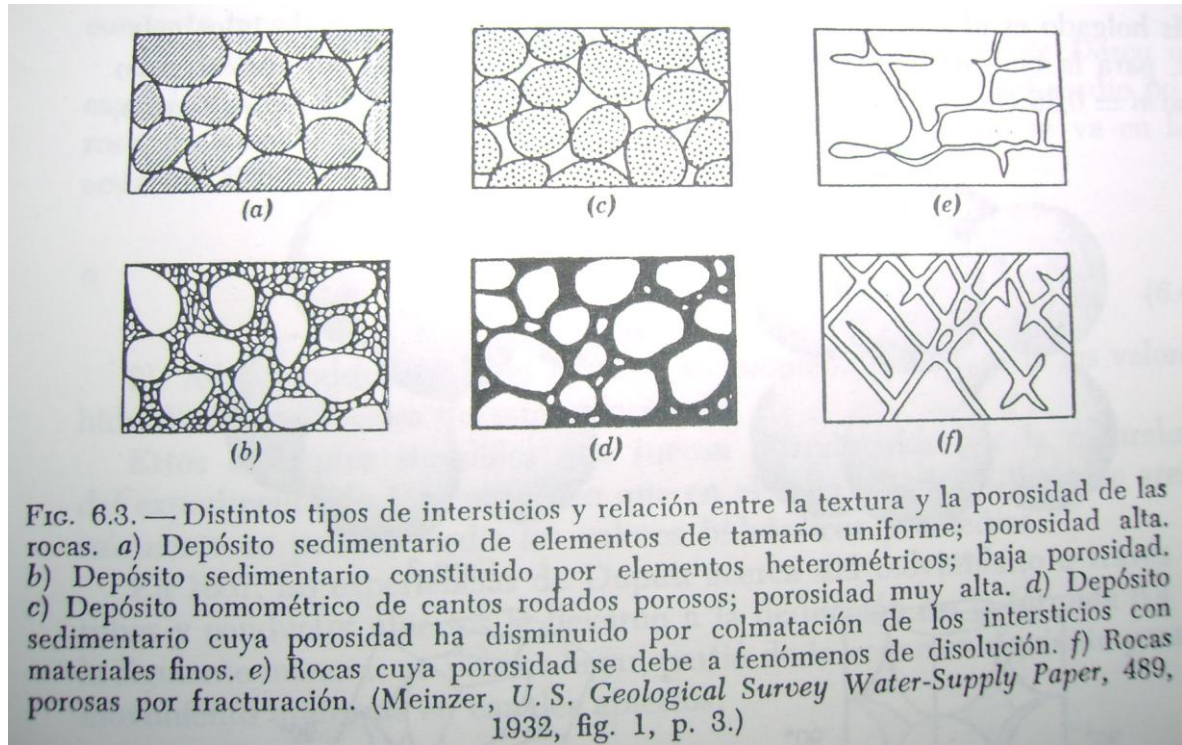 (a)
(c)
(e)
(b)
(d)
(f)
FIG. 6.3. — Distintos tipos de intersticios y relación entre la textura y la porosidad de las
rocas. a) Depósito sedimentario de elementos de tamaño uniforme; porosidad alta.
b) Depósito sedimentario constituido por elementos heterométricos; baja porosidad.
c) Depósito homométrico de cantos rodados porosos; porosidad muy alta. d) Depósito
sedimentario cuya porosidad ha disminuido por colmatación de los intersticios con
materiales finos. e) Rocas cuya porosidad se debe a fenómenos de disolución. f) Rocas
porosas por fracturación. (Meinzer, U. S. Geological Survey Water-Supply Paper, 489,
1932, fig. 1, p. 3.)